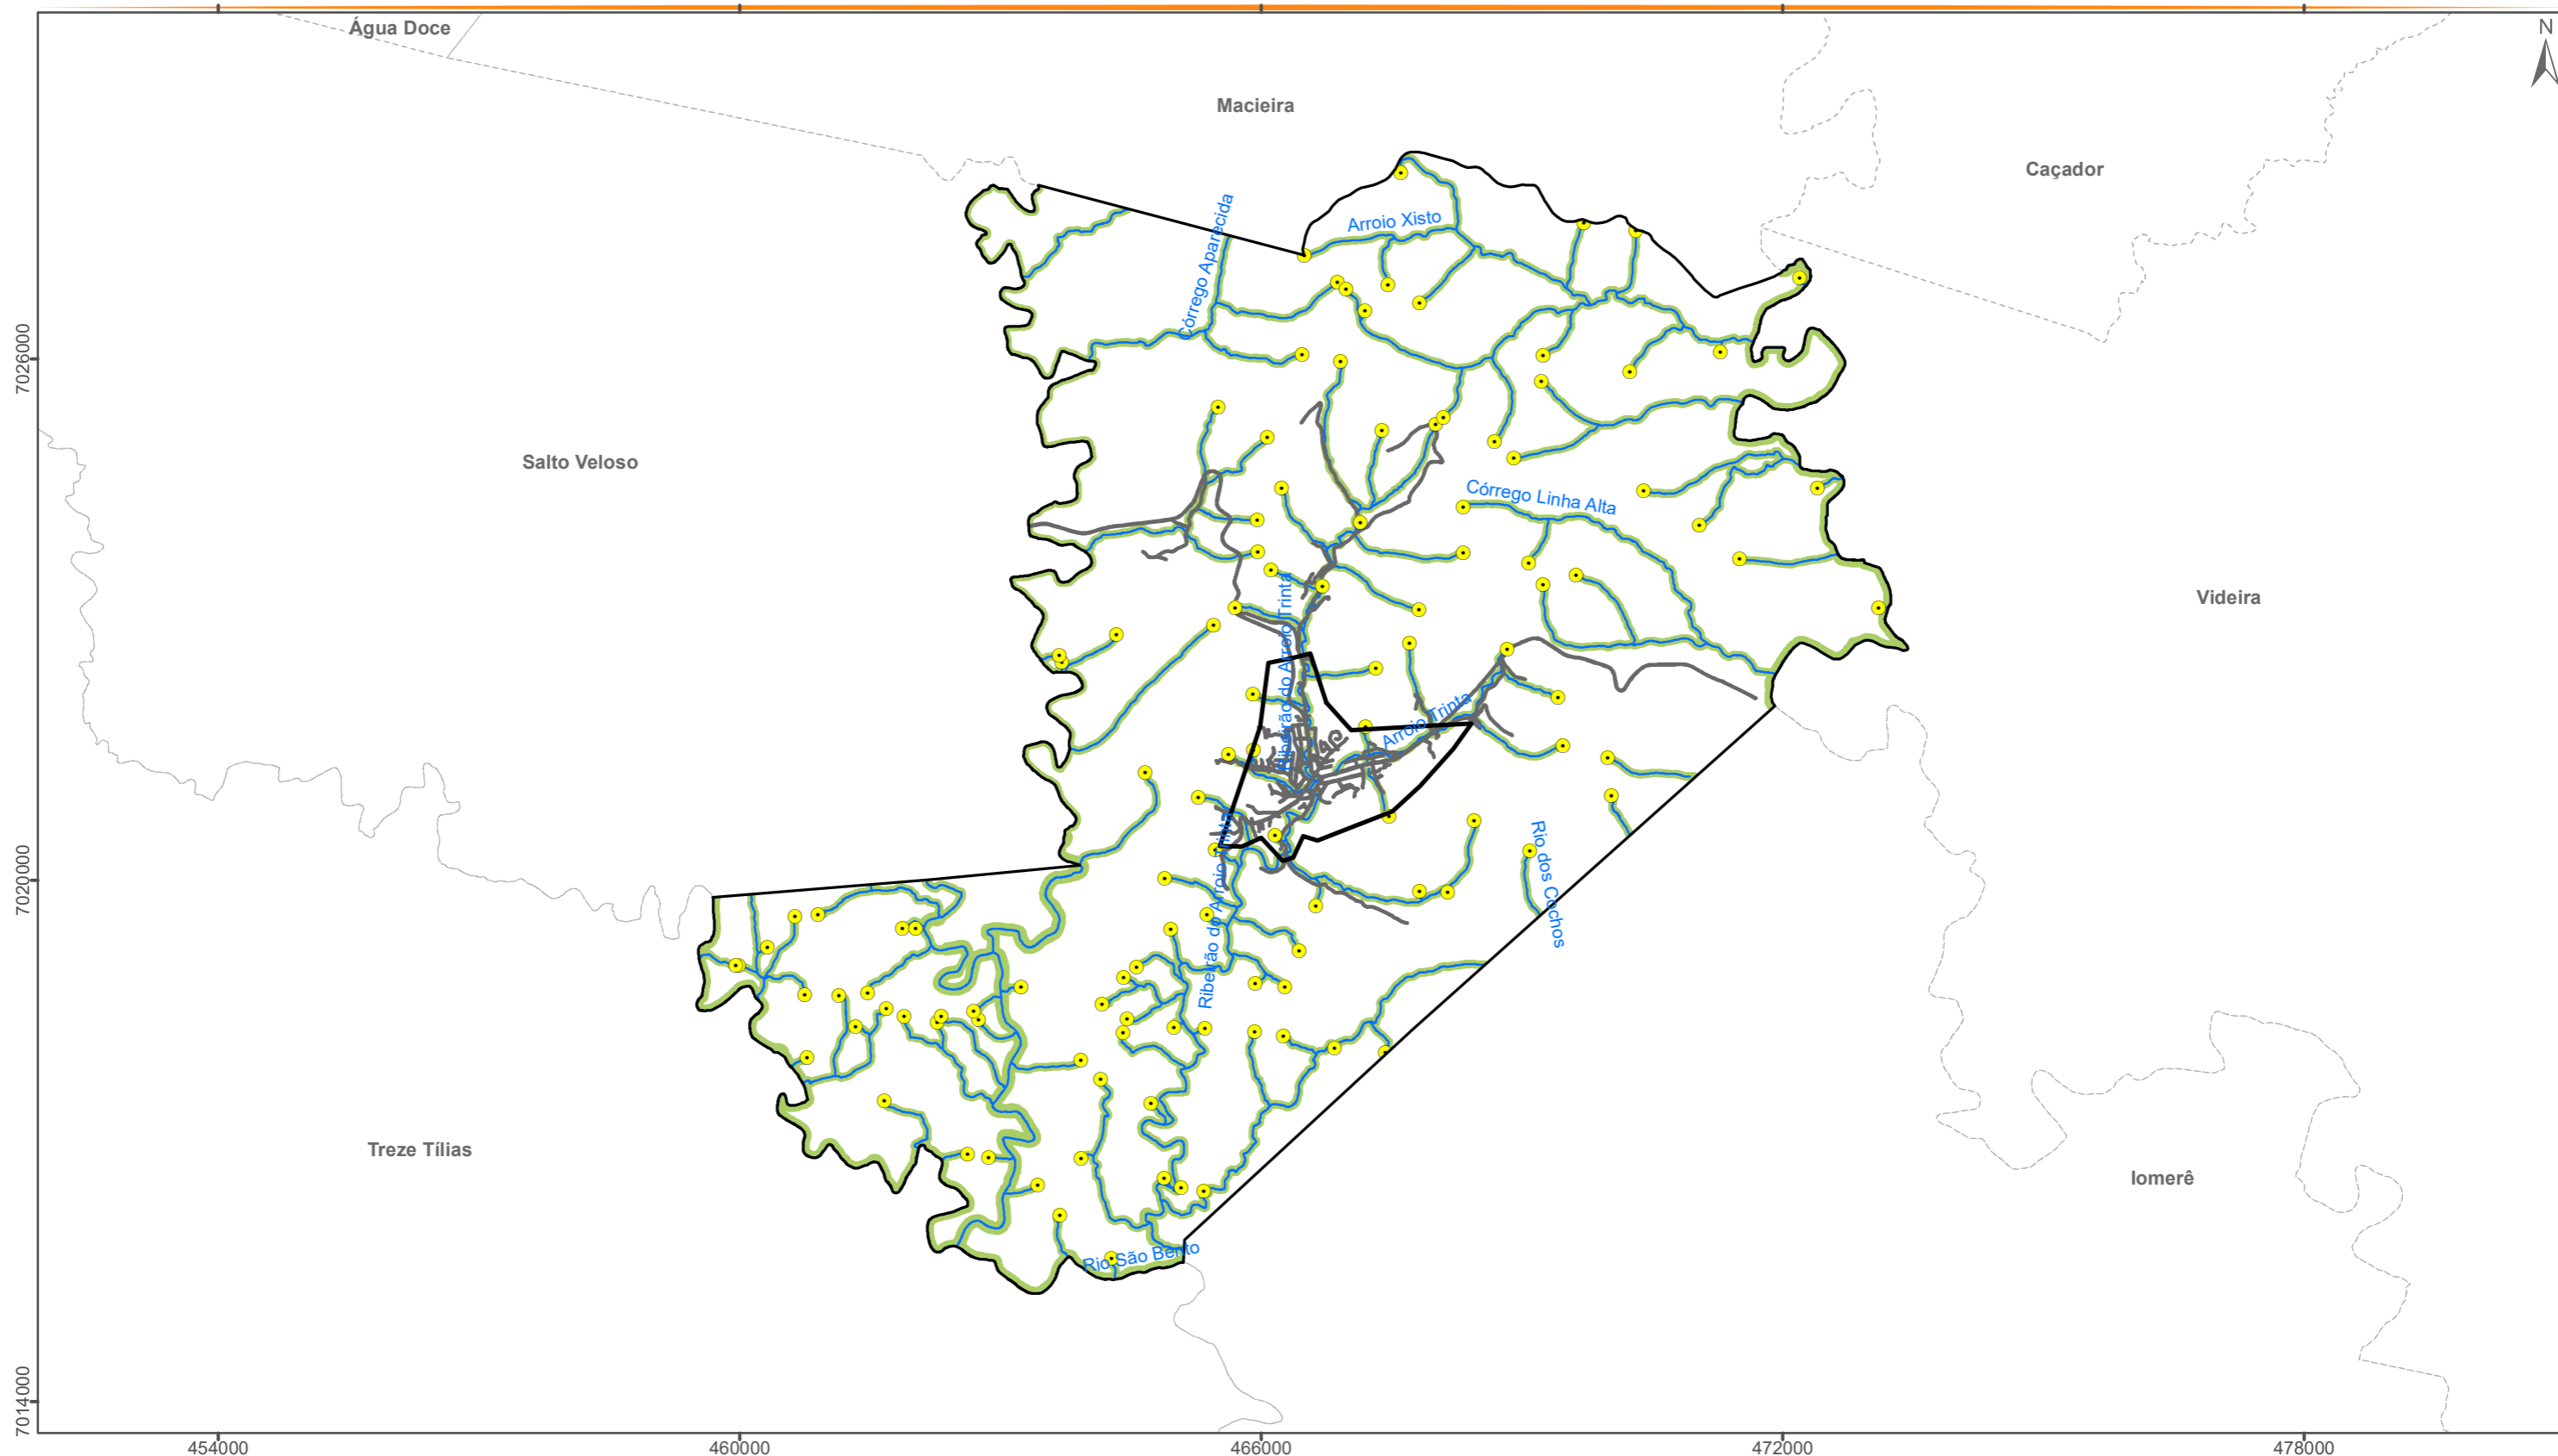 Água Doce
N
Macieira
Caçador
Arroio Xisto
Córrego Aparecida
7026000
Salto Veloso
Córrego Linha Alta
Videira
Ribeirão do Arroio Trinta
Arroio Trinta
7020000
Ribeirão do Arroio Trinta
Rio dos Cochos
Treze Tílias
Iomerê
Rio São Bento
7014000
454000
460000
466000
472000
478000